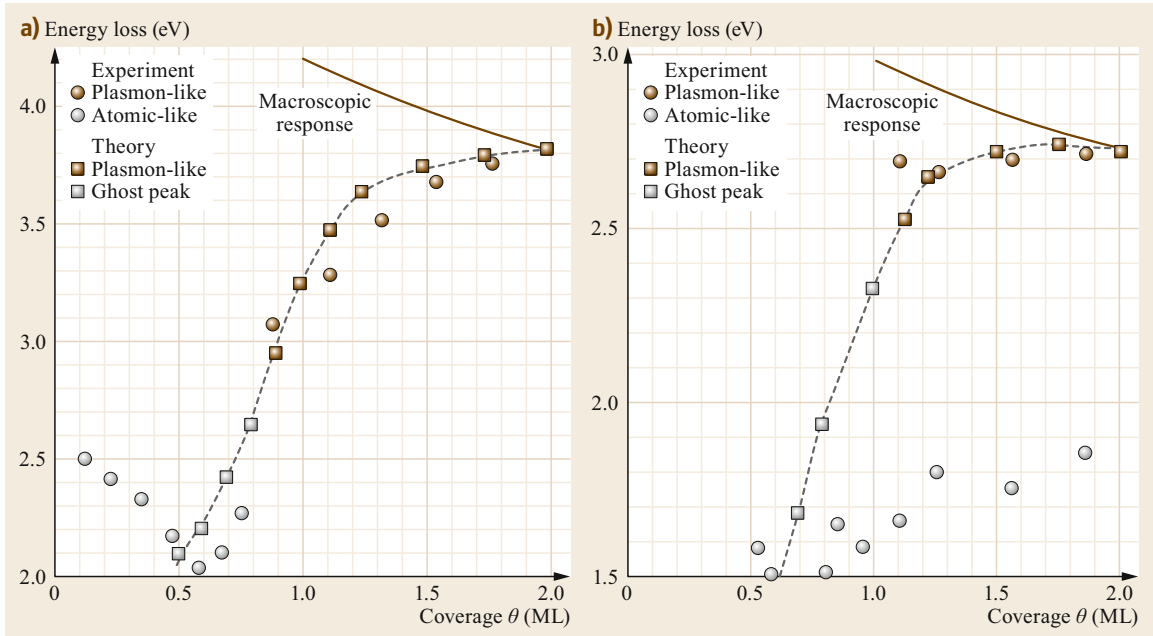 a) Energy loss (eV)
Experiment
Plasmon-like
Atomic-like
Theory
Plasmon-like
Ghost peak
Macroscopic
response
4.0
3.5
3.0
2.5
2.0
0 0.5 1.0 1.5 2.0
Coverage θ (ML)
b) Energy loss (eV)
3.0
Experiment
Plasmon-like
Atomic-like
Theory
Plasmon-like
Ghost peak
Macroscopic
response
2.5
2.0
1.5
0 0.5 1.0 1.5 2.0
Coverage θ (ML)